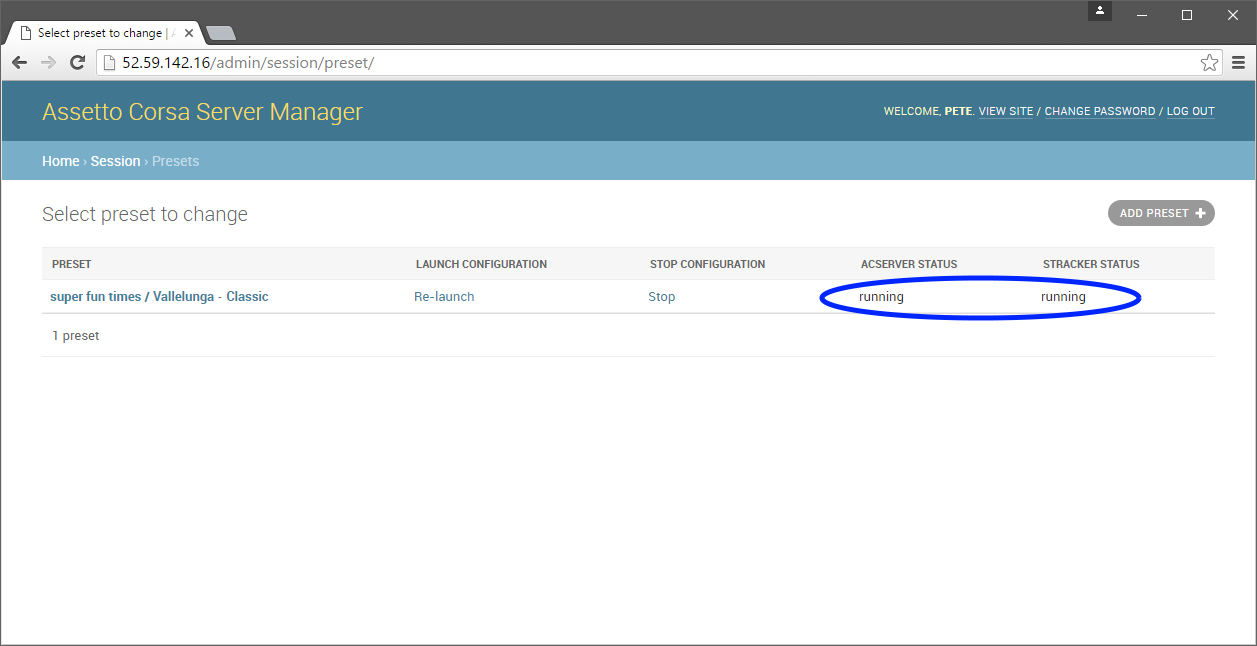 Select preset to change |
52.59.142.16/admin/session/preset/
Assetto Corsa Server Manager
WELCOME, PETE. VIEW SITE / CHANGE PASSWORD / LOG OUT
Home › Session › Presets
Select preset to change
ADD PRESET +
PRESET LAUNCH CONFIGURATION STOP CONFIGURATION ACSERVER STATUS STRACKER STATUS
super fun times / Vallelunga - Classic Re-launch Stop running running
1 preset